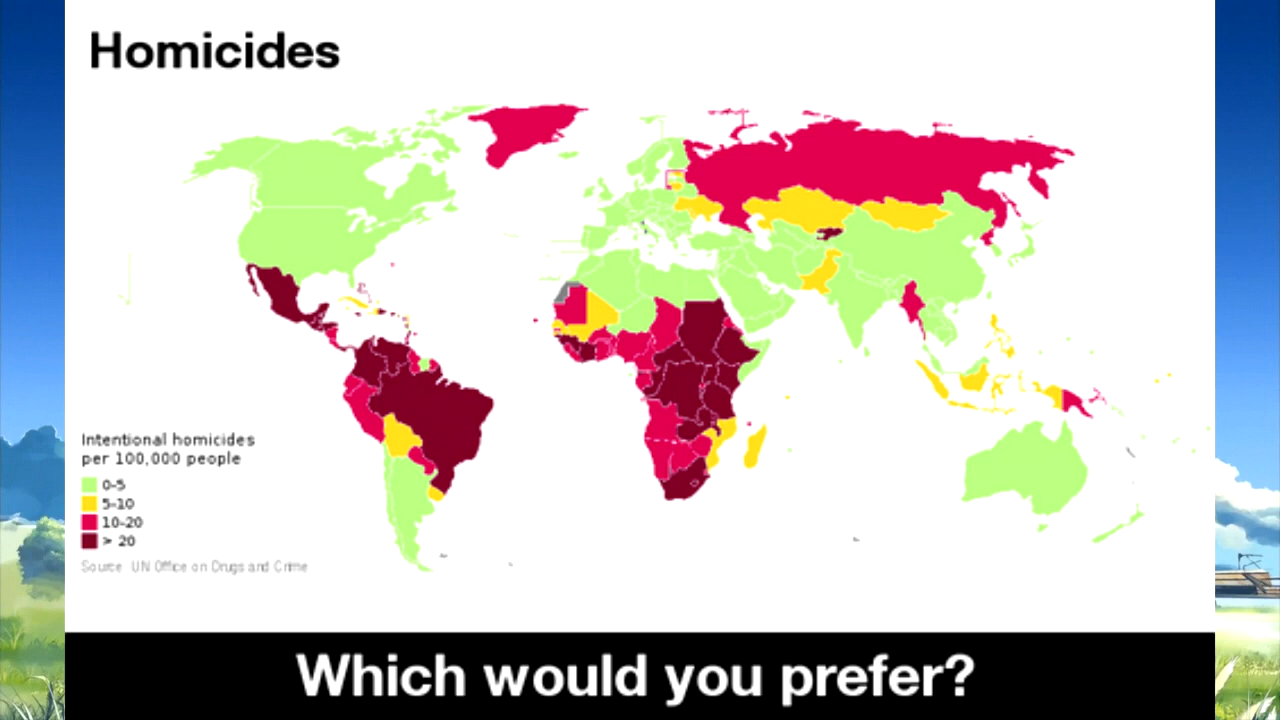 Homicides
Intentional homicides
per 100,000 people
0-5
5-10
10-20
> 20
Source: UN Office on Drugs and Crime
Which would you prefer?